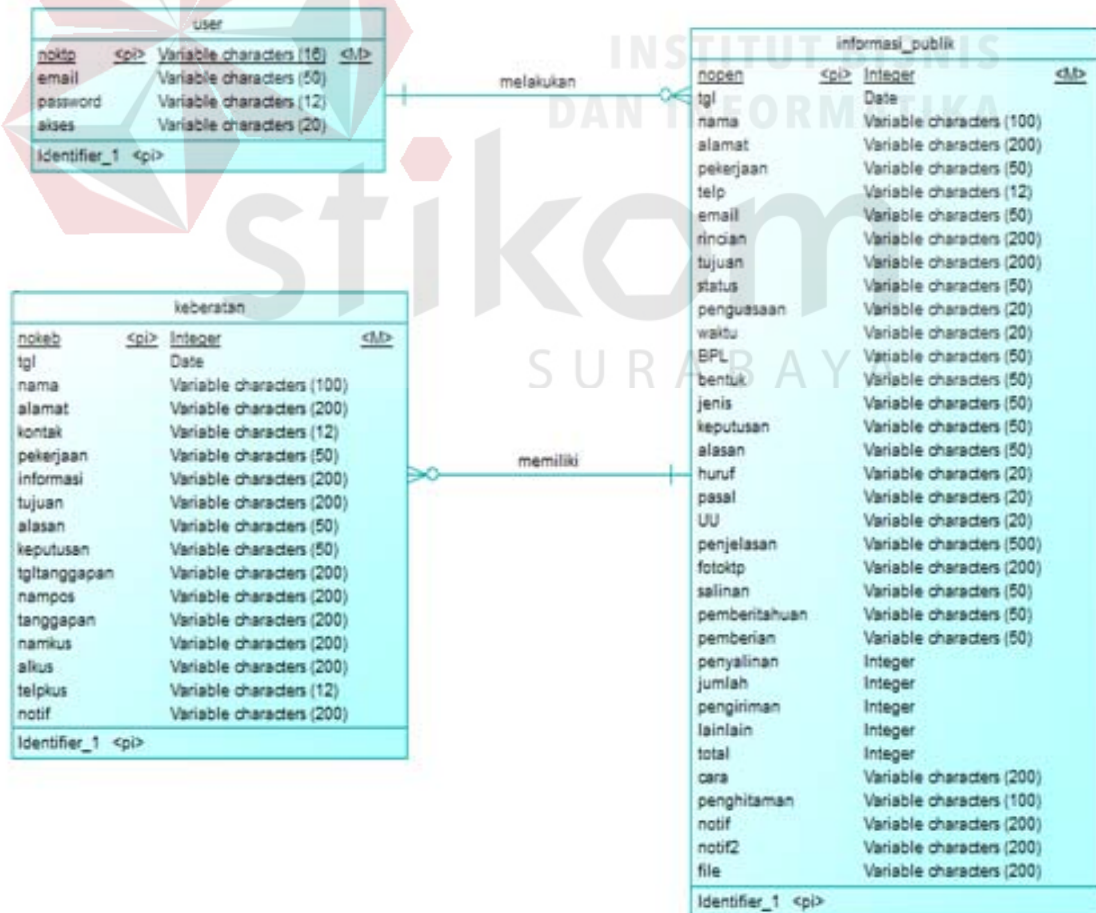 user
noktp <pi> Variable characters (16) <M>
email Variable characters (50)
password Variable characters (12)
akses Variable characters (20)
Identifier_1 <pi>
melakukan
INSTITUT BISNIS
DAN INFORMATIKA
stikom
SURABAYA
informasi_publik
nopen <pi> Integer <M>
tgl Date
nama Variable characters (100)
alamat Variable characters (200)
pekerjaan Variable characters (50)
telp Variable characters (12)
email Variable characters (50)
rincian Variable characters (200)
tujuan Variable characters (200)
status Variable characters (50)
penguasaan Variable characters (20)
waktu Variable characters (20)
BPL Variable characters (50)
bentuk Variable characters (50)
jenis Variable characters (50)
keputusan Variable characters (50)
alasan Variable characters (50)
huruf Variable characters (20)
pasal Variable characters (20)
UU Variable characters (20)
penjelasan Variable characters (500)
fotoktp Variable characters (200)
salinan Variable characters (50)
pemberitahuan Variable characters (50)
pemberian Variable characters (50)
penyalinan Integer
jumlah Integer
pengiriman Integer
lainlain Integer
total Integer
cara Variable characters (200)
penghitaman Variable characters (100)
notif Variable characters (200)
notif2 Variable characters (200)
file Variable characters (200)
Identifier_1 <pi>
keberatan
nokeb <pi> Integer <M>
tgl Date
nama Variable characters (100)
alamat Variable characters (200)
kontak Variable characters (12)
pekerjaan Variable characters (50)
informasi Variable characters (200)
tujuan Variable characters (200)
alasan Variable characters (50)
keputusan Variable characters (50)
tgltanggapan Variable characters (200)
nampos Variable characters (200)
tanggapan Variable characters (200)
namkus Variable characters (200)
alkus Variable characters (200)
telpkus Variable characters (12)
notif Variable characters (200)
Identifier_1 <pi>
memiliki